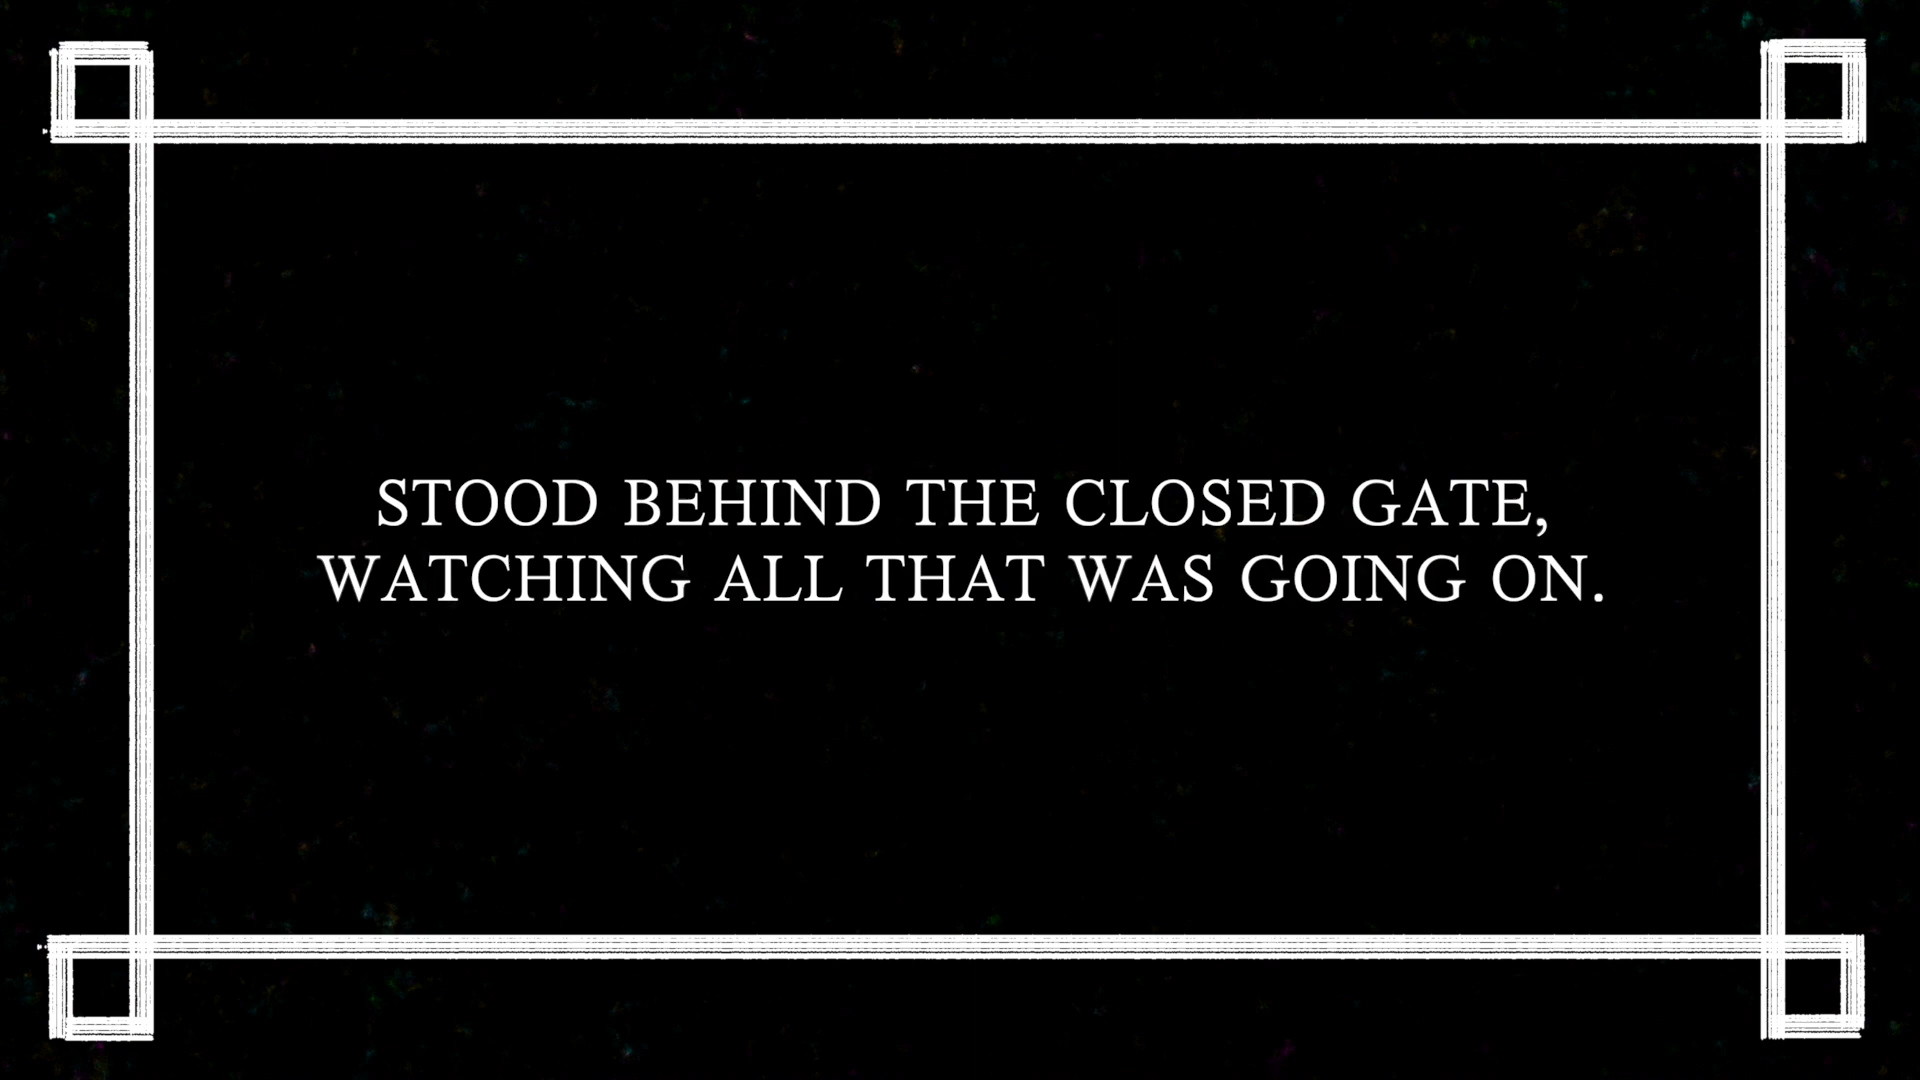 STOOD BEHIND THE CLOSED GATE,
WATCHING ALL THAT WAS GOING ON.